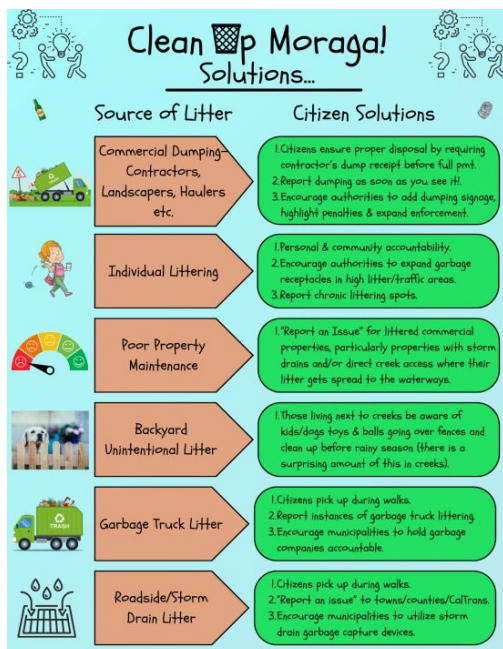 Clean Up Moraga!
Solutions...
Source of Litter
Citizen Solutions
Commercial Dumping-
Contractors,
Landscapers, Haulers
etc.
1.Citizens ensure proper disposal by requiring
contractor's dump receipt before full pmt.
2.Report dumping as soon as you see it!.
3.Encourage authorities to add dumping signage,
highlight penalties & expand enforcement.
Individual Littering
1.Personal & community accountability.
2.Encourage authorities to expand garbage
receptacles in high litter/traffic areas.
3.Report chronic littering spots.
Poor Property
Maintenance
1."Report an Issue" for littered commercial
properties, particularly properties with storm
drains and/or direct creek access where their
litter gets spread to the waterways.
Backyard
Unintentional Litter
1.Those living next to creeks be aware of
kids/dogs toys & balls going over fences and
clean up before rainy season (there is a
surprising amount of this in creeks).
TRASH
Garbage Truck Litter
1.Citizens pick up during walks.
2.Report instances of garbage truck littering.
3.Encourage municipalities to hold garbage
companies accountable.
Roadside/Storm
Drain Litter
1.Citizens pick up during walks.
2."Report an issue" to towns/counties/CalTrans.
3.Encourage municipalities to utilize storm
drain garbage capture devices.